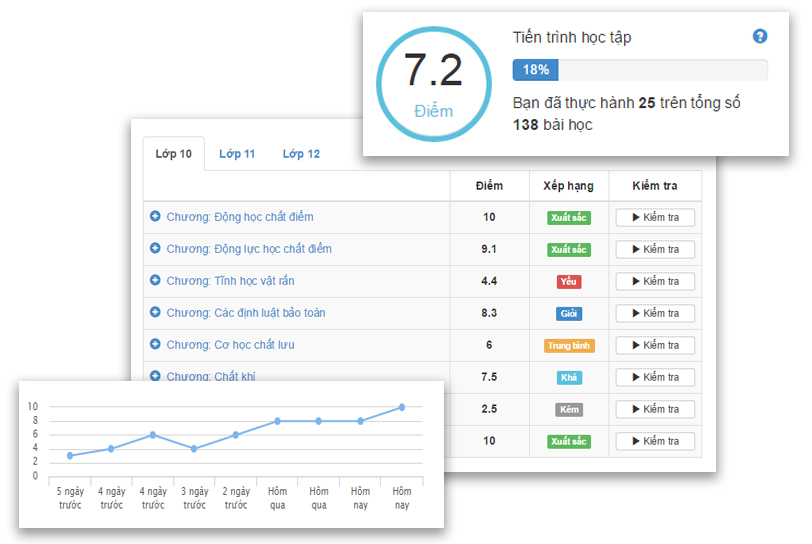 7.2
Điểm
Tiến trình học tập
18%
Bạn đã thực hành 25 trên tổng số
138 bài học
Lớp 10 Lớp 11 Lớp 12
Điểm Xếp hạng Kiểm tra
Chương: Động học chất điểm 10 Xuất sắc Kiểm tra
Chương: Động lực học chất điểm 9.1 Xuất sắc Kiểm tra
Chương: Tĩnh học vật rắn 4.4 Yếu Kiểm tra
Chương: Các định luật bảo toàn 8.3 Giỏi Kiểm tra
Chương: Cơ học chất lưu 6 Trung bình Kiểm tra
Chương: Chất khí 7.5 Khá Kiểm tra
2.5 Kém Kiểm tra
10 Xuất sắc Kiểm tra
10
8
6
4
2
0
5 ngày 4 ngày 4 ngày 3 ngày 2 ngày Hôm Hôm Hôm Hôm
trước trước trước trước trước qua qua nay nay